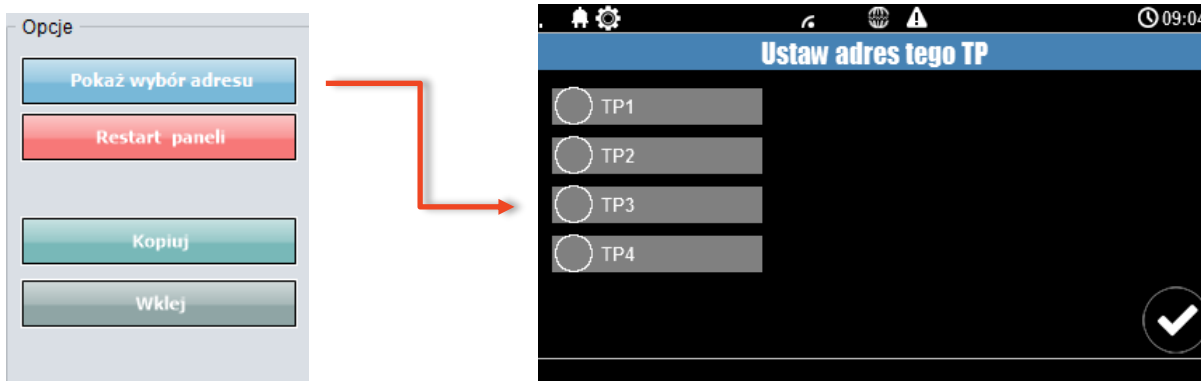 Opcje
Pokaż wybór adresu
Restart paneli
Kopiuj
Wklej
09:04
Ustaw adres tego TP
TP1
TP2
TP3
TP4